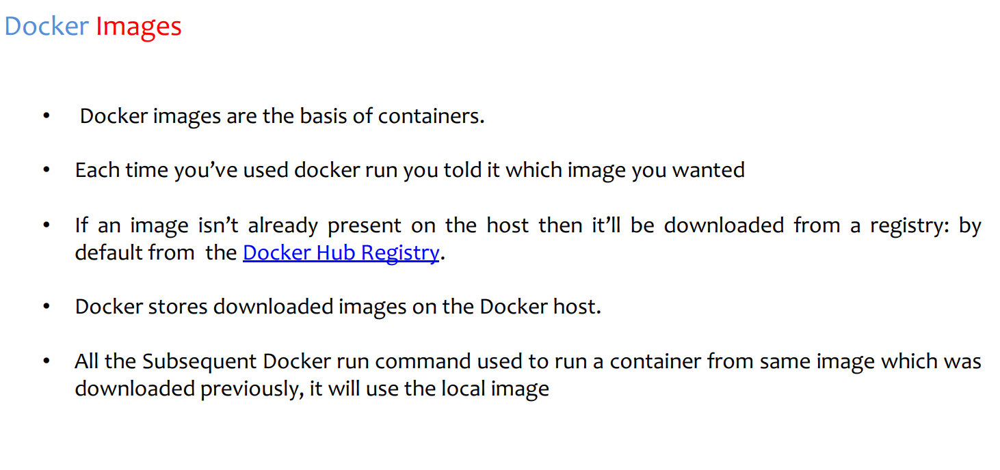 Docker Images
• Docker images are the basis of containers.
• Each time you’ve used docker run you told it which image you wanted
• If an image isn’t already present on the host then it’ll be downloaded from a registry: by
default from the Docker Hub Registry.
• Docker stores downloaded images on the Docker host.
• All the Subsequent Docker run command used to run a container from same image which was
downloaded previously, it will use the local image